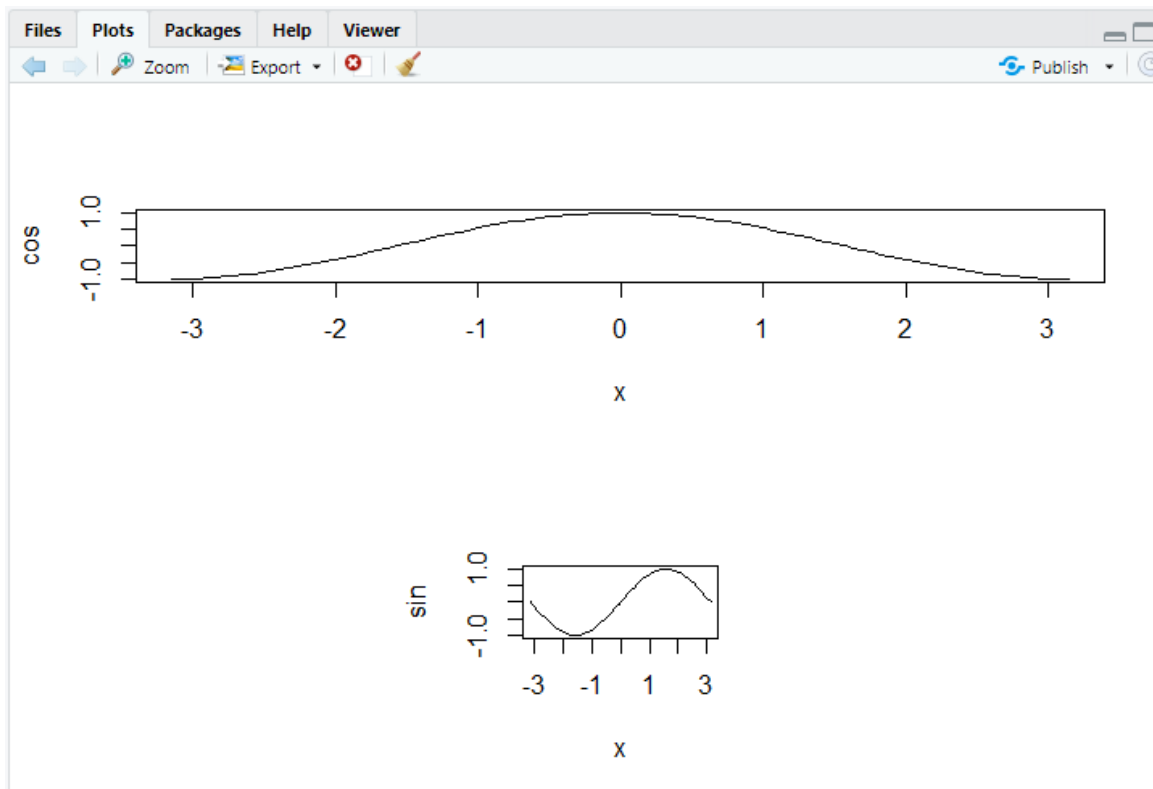 Files Plots Packages Help Viewer
Zoom Export Publish
cos
1.0
-1.0
-3 -2 -1 0 1 2 3
x
sin
1.0
-1.0
-3 -1 1 3
x